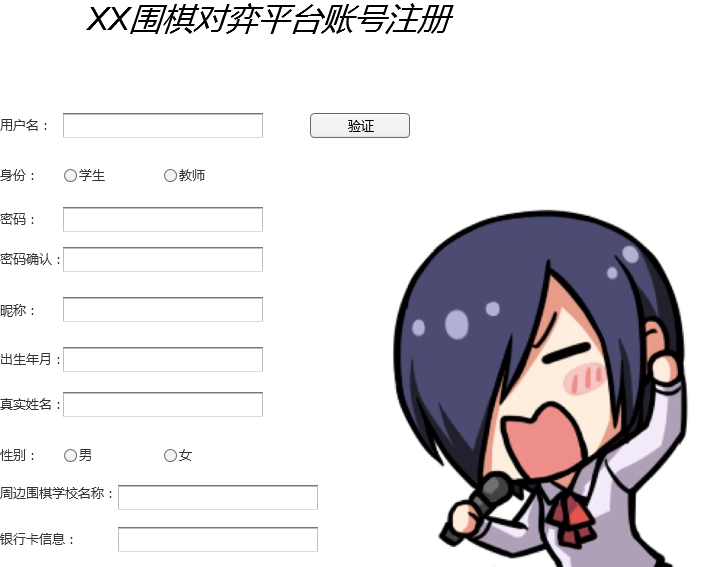 XX围棋对弈平台账号注册
用户名： 验证
身份： 学生 教师
密码：
密码确认：
昵称：
出生年月：
真实姓名：
性别： 男 女
周边围棋学校名称：
银行卡信息：